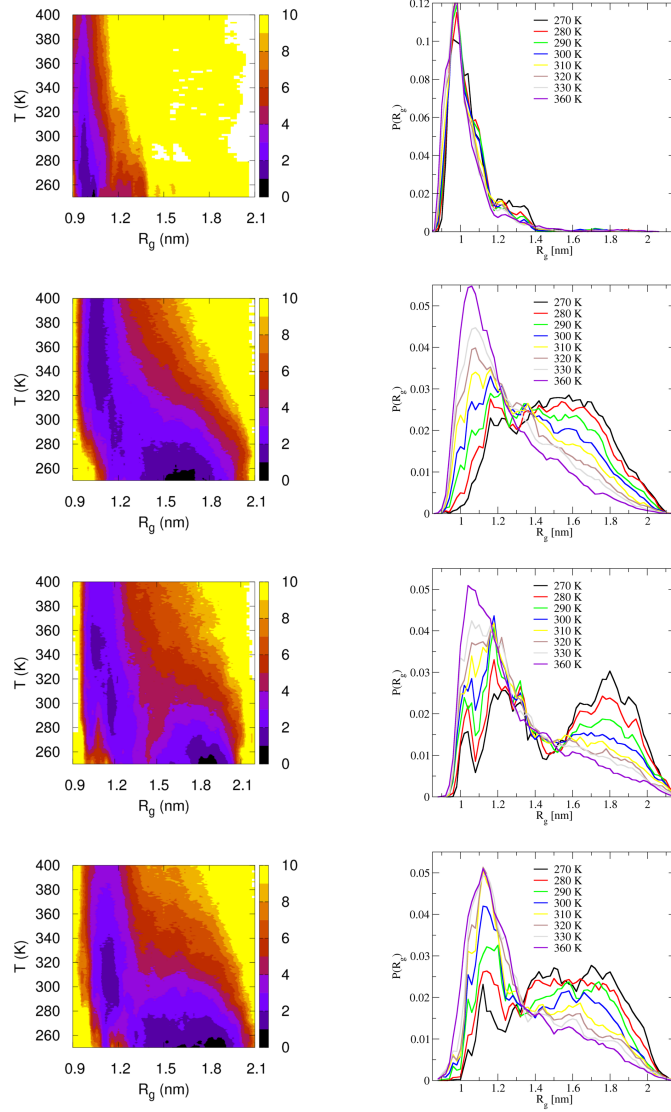 400
380
360
340
320
300
280
260
T (K)
0.9 1.2 1.5 1.8 2.1
R_g (nm)
10
8
6
4
2
0
0.12
0.09
0.06
0.03
0
P(R_g)
1 1.2 1.4 1.6 1.8 2
R_g [nm]
270 K
280 K
290 K
300 K
310 K
320 K
330 K
360 K
400
380
360
340
320
300
280
260
T (K)
0.9 1.2 1.5 1.8 2.1
R_g (nm)
10
8
6
4
2
0
0.05
0.04
0.03
0.02
0.01
0
P(R_g)
1 1.2 1.4 1.6 1.8 2
R_g [nm]
270 K
280 K
290 K
300 K
310 K
320 K
330 K
360 K
400
380
360
340
320
300
280
260
T (K)
0.9 1.2 1.5 1.8 2.1
R_g (nm)
10
8
6
4
2
0
0.05
0.04
0.03
0.02
0.01
0
P(R_g)
1 1.2 1.4 1.6 1.8 2
R_g [nm]
270 K
280 K
290 K
300 K
310 K
320 K
330 K
360 K
400
380
360
340
320
300
280
260
T (K)
0.9 1.2 1.5 1.8 2.1
R_g (nm)
10
8
6
4
2
0
0.05
0.04
0.03
0.02
0.01
0
P(R_g)
1 1.2 1.4 1.6 1.8 2
R_g [nm]
270 K
280 K
290 K
300 K
310 K
320 K
330 K
360 K